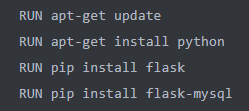 RUN apt-get update
RUN apt-get install python
RUN pip install flask
RUN pip install flask-mysql